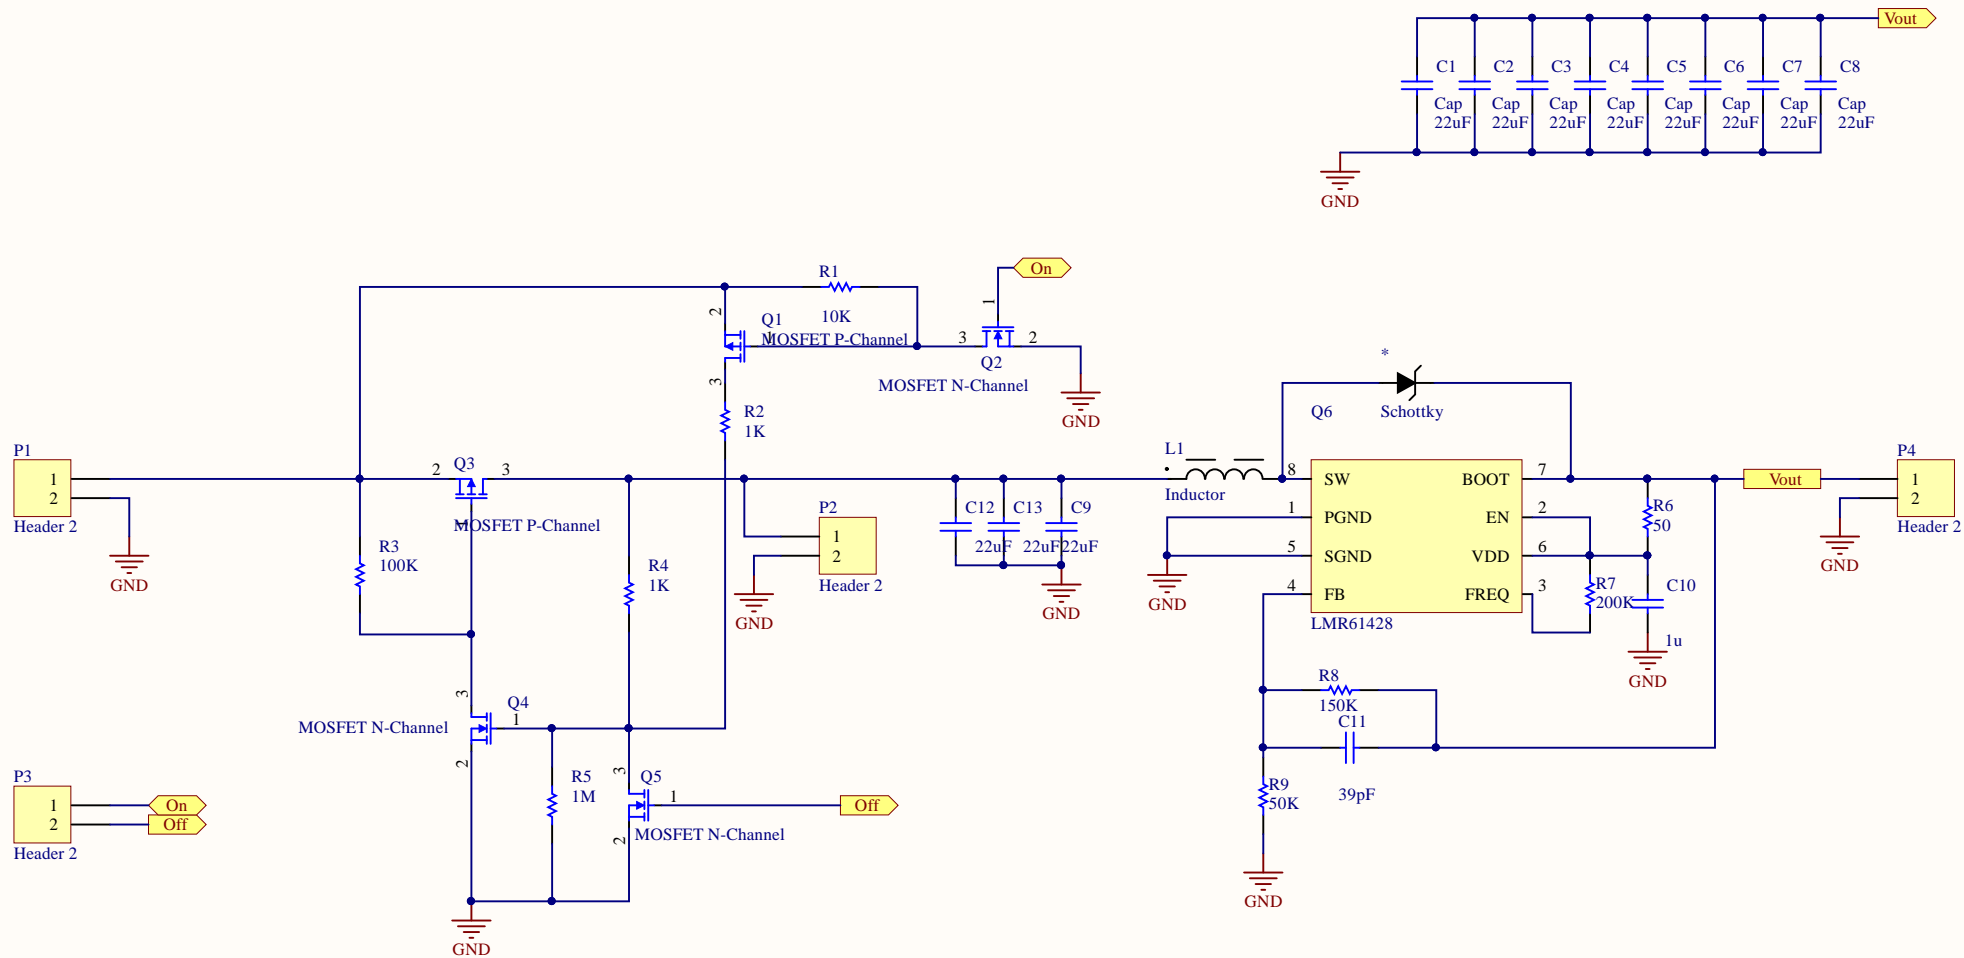 Vout
C1
C2
C3
C4
C5
C6
C7
C8
Cap
Cap
Cap
Cap
Cap
Cap
Cap
Cap
22uF
22uF
22uF
22uF
22uF
22uF
22uF
22uF
GND
On
R1
10K
1
2
Q1
1
MOSFET P-Channel
3
2
Q2
MOSFET N-Channel
GND
3
R2
1K
*
Q6
Schottky
P1
1
2
Header 2
GND
2
Q3
3
1
MOSFET P-Channel
R3
100K
R4
1K
P2
1
2
Header 2
GND
C12
C13
C9
22uF
22uF
22uF
GND
L1
Inductor
8
SW
BOOT
7
1
PGND
EN
2
5
SGND
VDD
6
4
FB
FREQ
3
LMR61428
GND
R6
50
R7
200K
C10
1u
GND
Vout
P4
1
2
Header 2
GND
R8
150K
C11
39pF
R9
50K
GND
3
Q4
1
MOSFET N-Channel
2
R5
1M
3
Q5
1
Off
MOSFET N-Channel
2
P3
1
2
On
Off
Header 2
GND